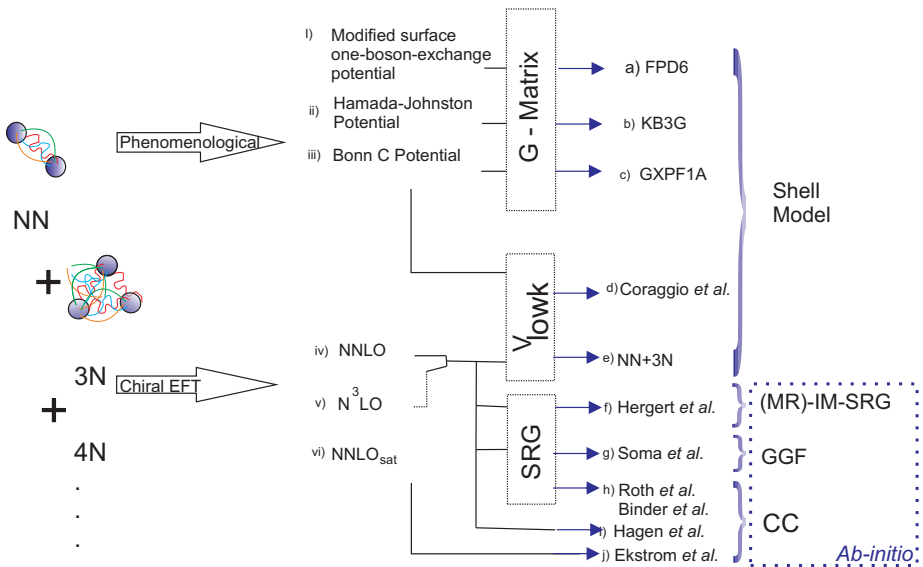 I)
Modified surface
one-boson-exchange
potential
ii) Hamada-Johnston
Potential
iii) Bonn C Potential
Phenomenological
NN
+
3N
+
4N
.
.
.
Chiral EFT
iv) NNLO
v) N³LO
vi) NNLOsat
G - Matrix
Vlowk
SRG
a) FPD6
b) KB3G
c) GXPF1A
d) Coraggio et al.
e) NN+3N
f) Hergert et al.
g) Soma et al.
h) Roth et al.
Binder et al.
i) Hagen et al.
j) Ekstrom et al.
Shell
Model
(MR)-IM-SRG
GGF
CC
Ab-initio